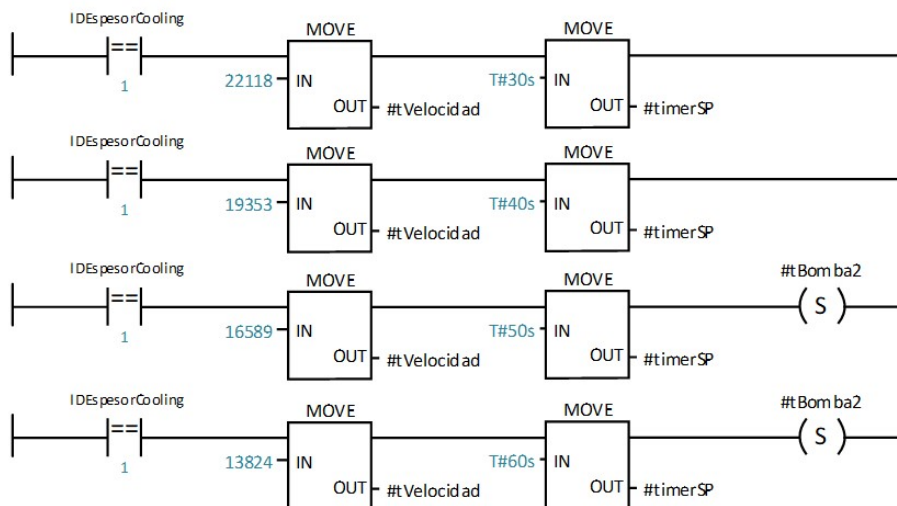 IDEspesorCooling
MOVE MOVE
==
1 22118 IN T#30s IN
OUT #tVelocidad OUT #timerSP
IDEspesorCooling
MOVE MOVE
==
1 19353 IN T#40s IN
OUT #tVelocidad OUT #timerSP
IDEspesorCooling #tBomba2
MOVE MOVE
== S
1 16589 IN T#50s IN
OUT #tVelocidad OUT #timerSP
IDEspesorCooling #tBomba2
MOVE MOVE
== S
1 13824 IN T#60s IN
OUT #tVelocidad OUT #timerSP